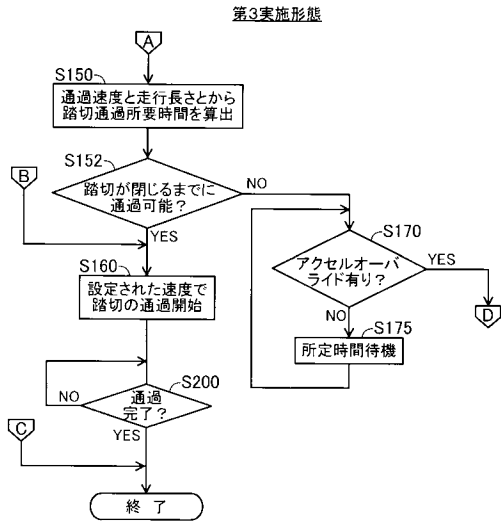 第3実施形態
A
S150
通過速度と走行長さとから
踏切通過所要時間を算出
S152
踏切が閉じるまでに
通過可能？
NO
YES
B
S160
設定された速度で
踏切の通過開始
S170
アクセルオーバ
ライド有り？
YES
NO
D
S175
所定時間待機
S200
通過
完了？
NO
YES
C
終了